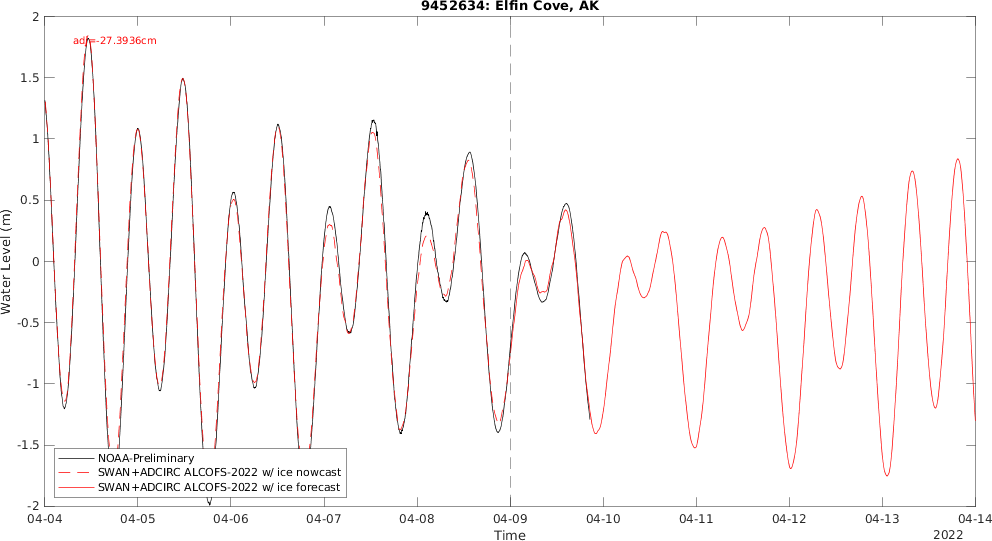 9452634: Elfin Cove, AK
adj=-27.3936cm
2
1.5
1
0.5
0
-0.5
-1
-1.5
-2
Water Level (m)
NOAA-Preliminary
SWAN+ADCIRC ALCOFS-2022 w/ ice nowcast
SWAN+ADCIRC ALCOFS-2022 w/ ice forecast
04-04 04-05 04-06 04-07 04-08 04-09 04-10 04-11 04-12 04-13 04-14
Time
2022